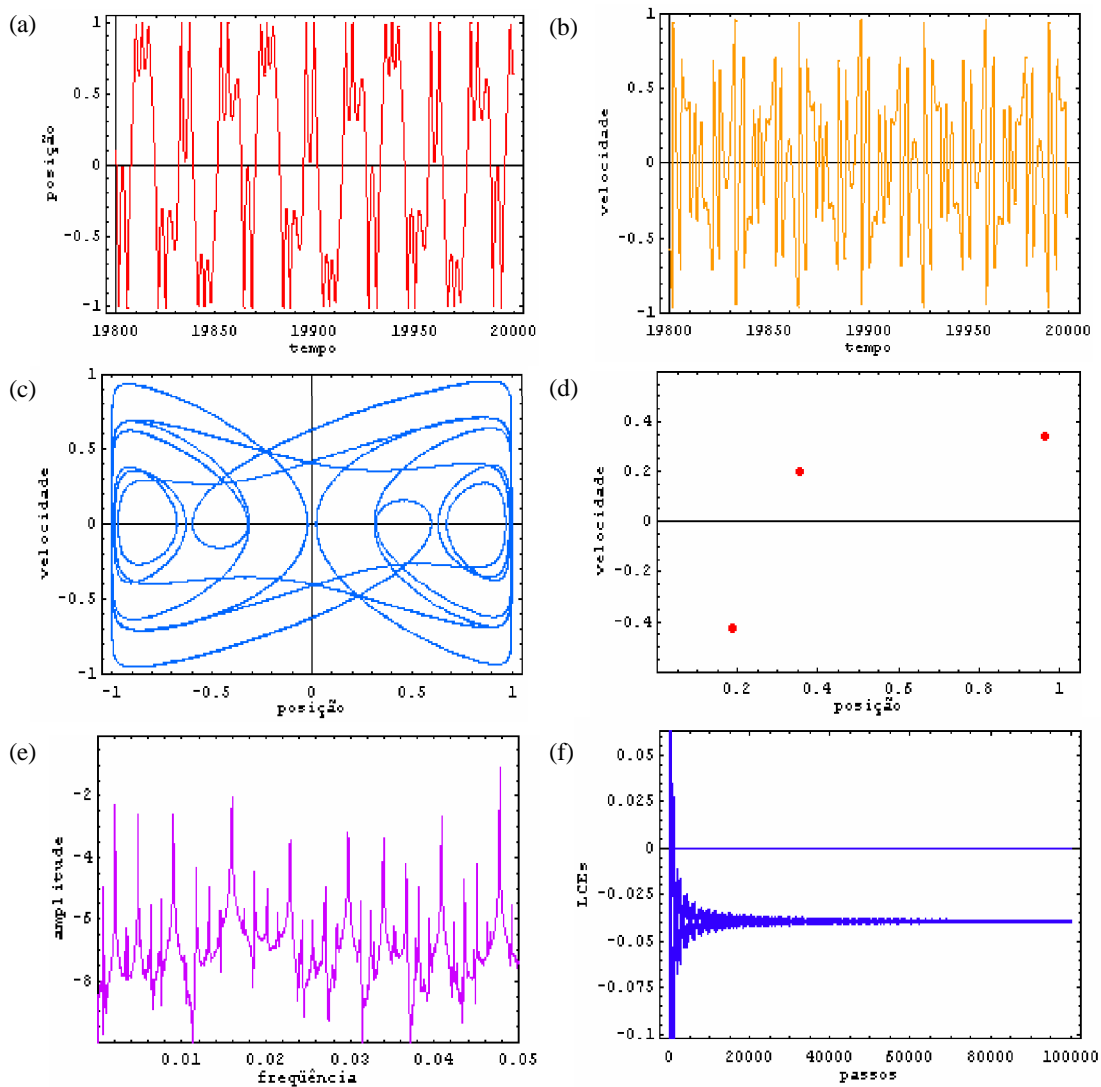 (a)
1
0.5
0
-0.5
-1
posição
19800 19850 19900 19950 20000
tempo
(b)
1
0.5
0
-0.5
-1
velocidade
19800 19850 19900 19950 20000
tempo
(c)
1
0.5
0
-0.5
-1
velocidade
-1 -0.5 0 0.5 1
posição
(d)
0.4
0.2
0
-0.2
-0.4
velocidade
0.2 0.4 0.6 0.8 1
posição
(e)
-2
-4
-6
-8
amplitude
0.01 0.02 0.03 0.04 0.05
freqüência
(f)
0.05
0.025
0
-0.025
-0.05
-0.075
-0.1
LCEs
0 20000 40000 60000 80000 100000
passos